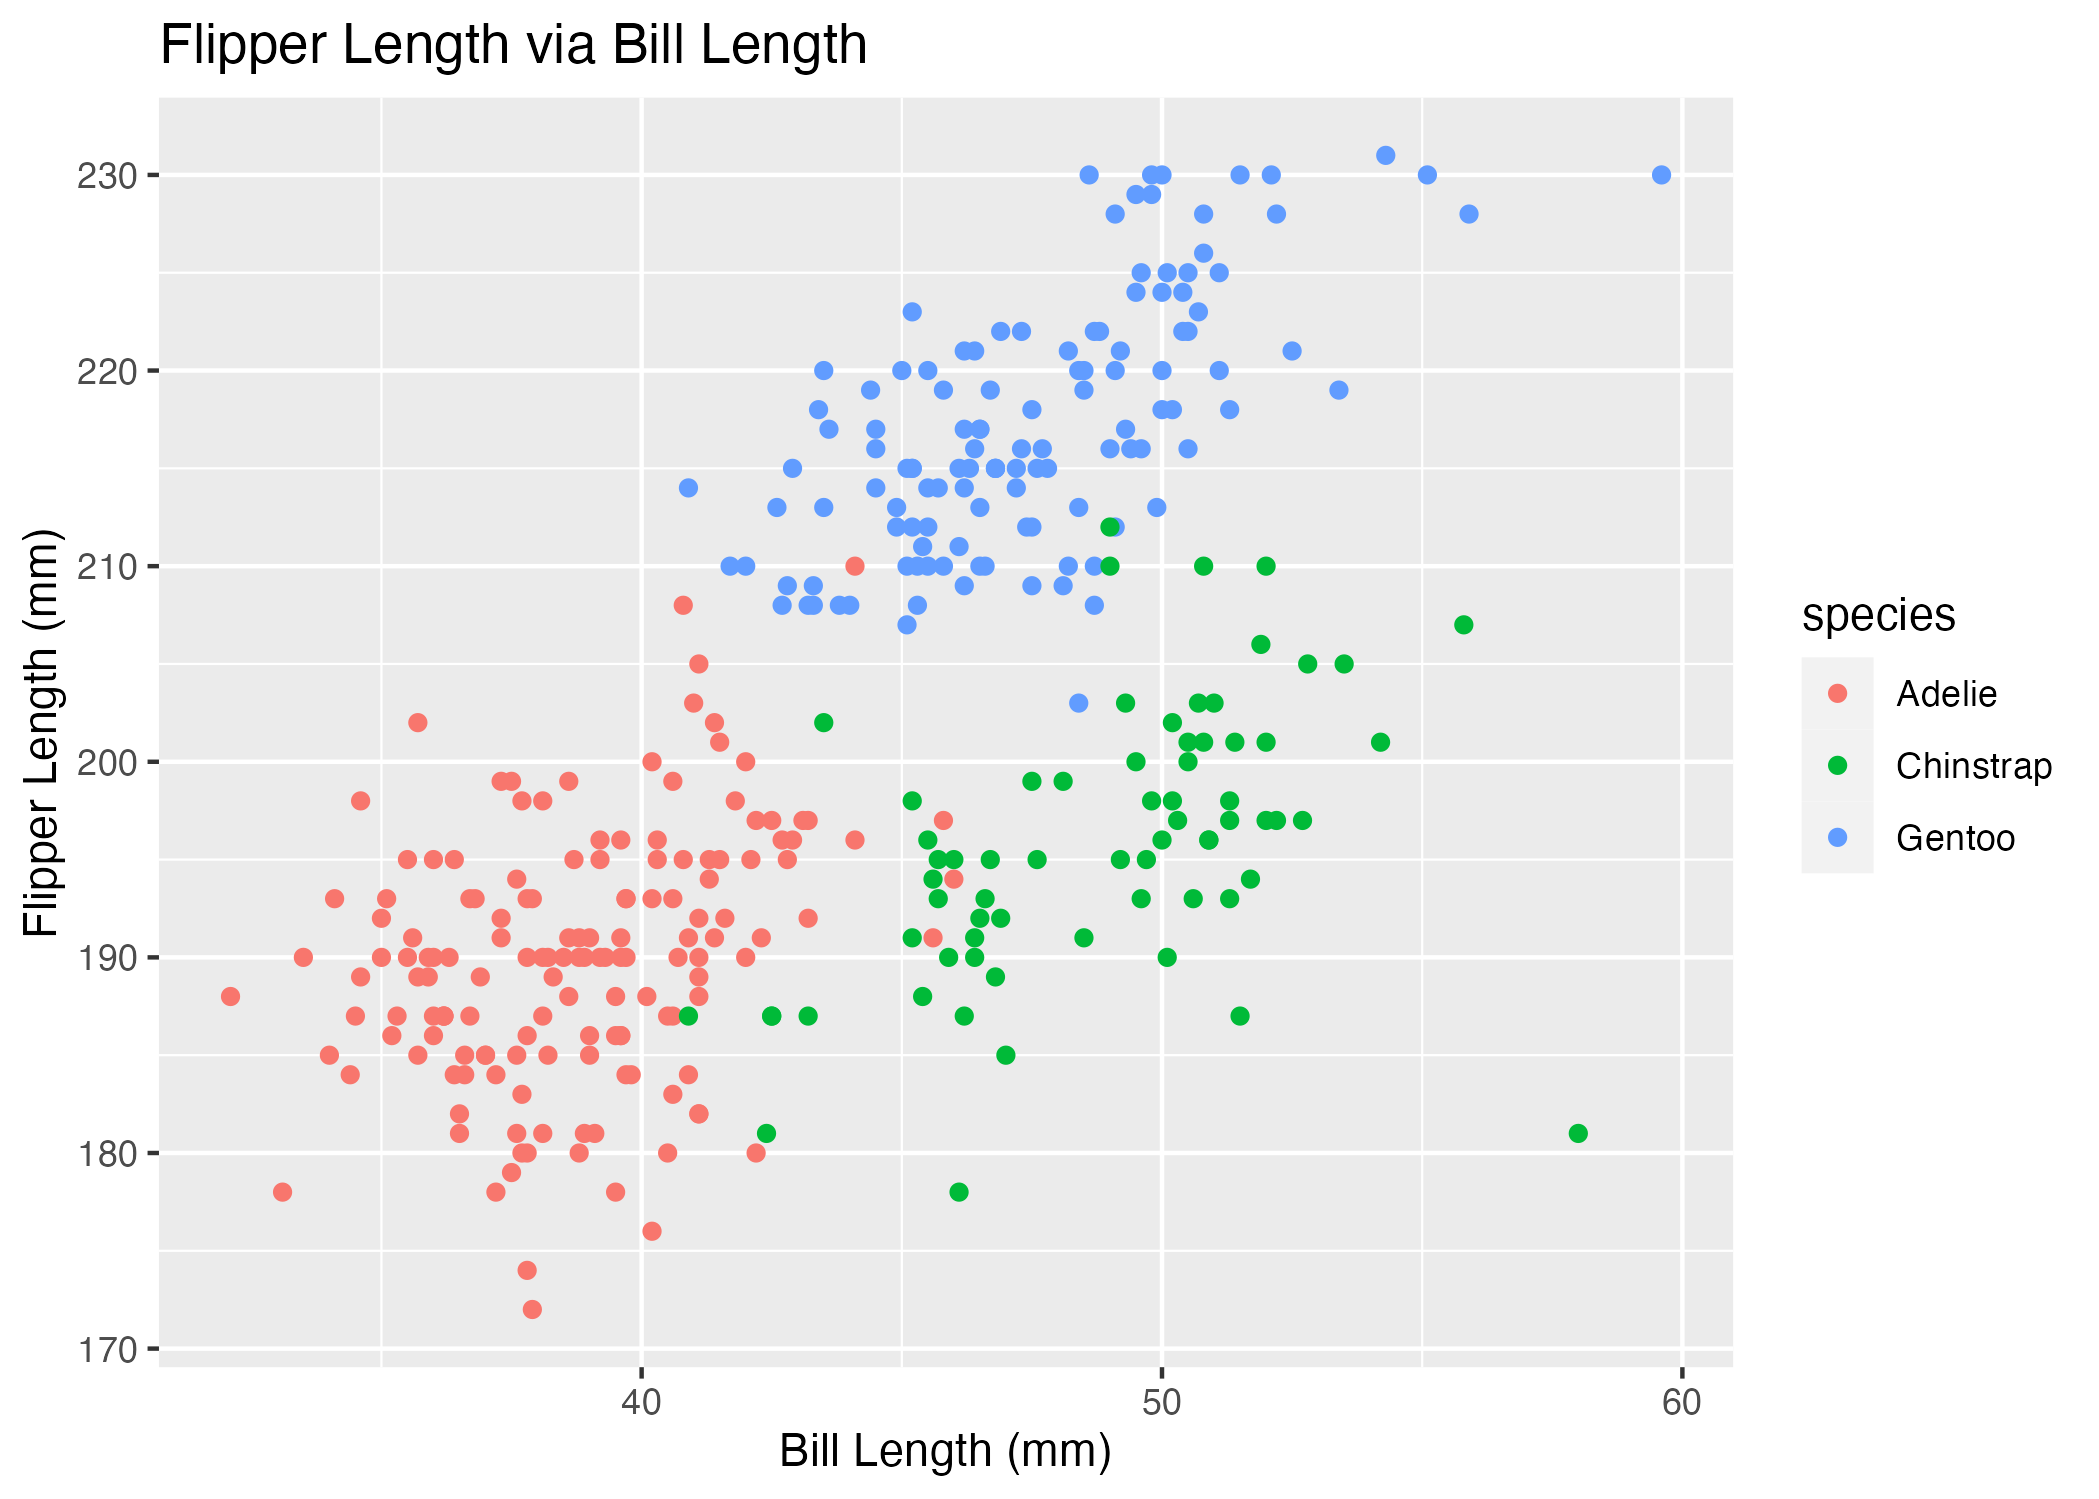 Flipper Length via Bill Length
230
220
210
200
190
180
170
Flipper Length (mm)
40 50 60
Bill Length (mm)
species
Adelie
Chinstrap
Gentoo